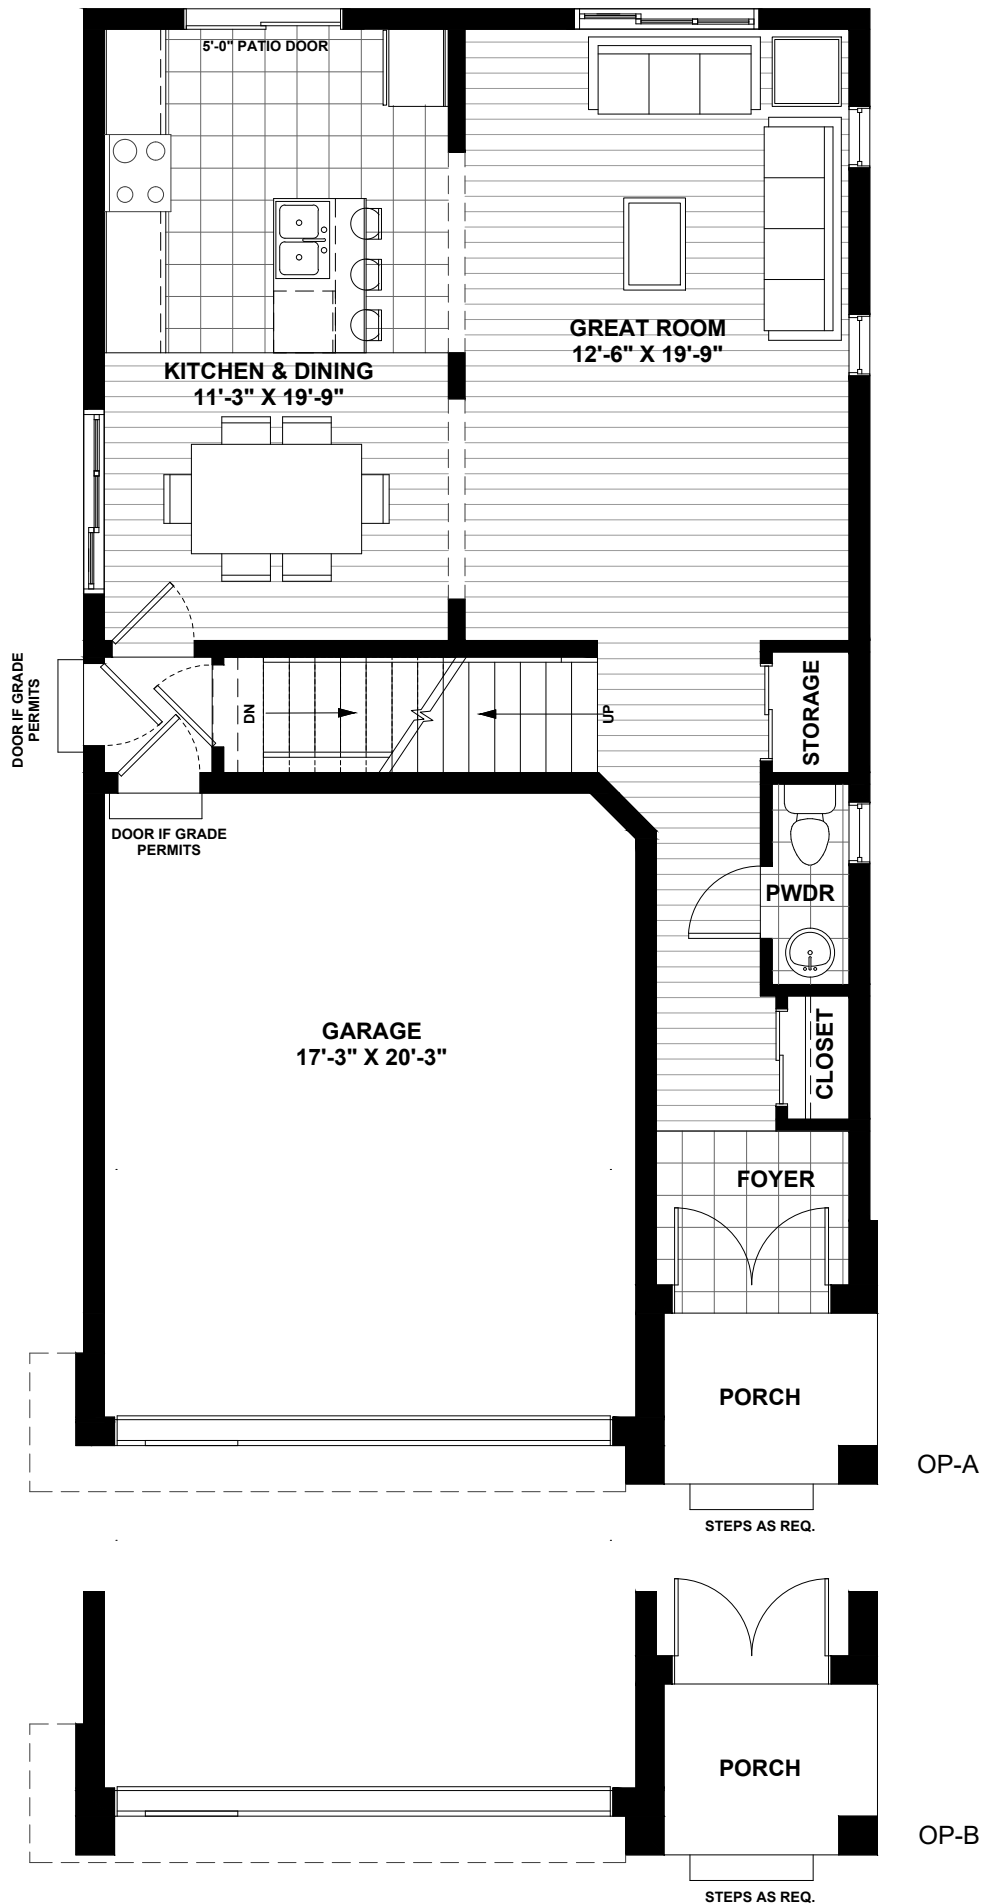 5'-0" PATIO DOOR
GREAT ROOM
12'-6" X 19'-9"
KITCHEN & DINING
11'-3" X 19'-9"
DOOR IF GRADE
PERMITS
DN
UP
STORAGE
DOOR IF GRADE
PERMITS
PWDR
GARAGE
17'-3" X 20'-3"
CLOSET
FOYER
PORCH
OP-A
STEPS AS REQ.
PORCH
OP-B
STEPS AS REQ.